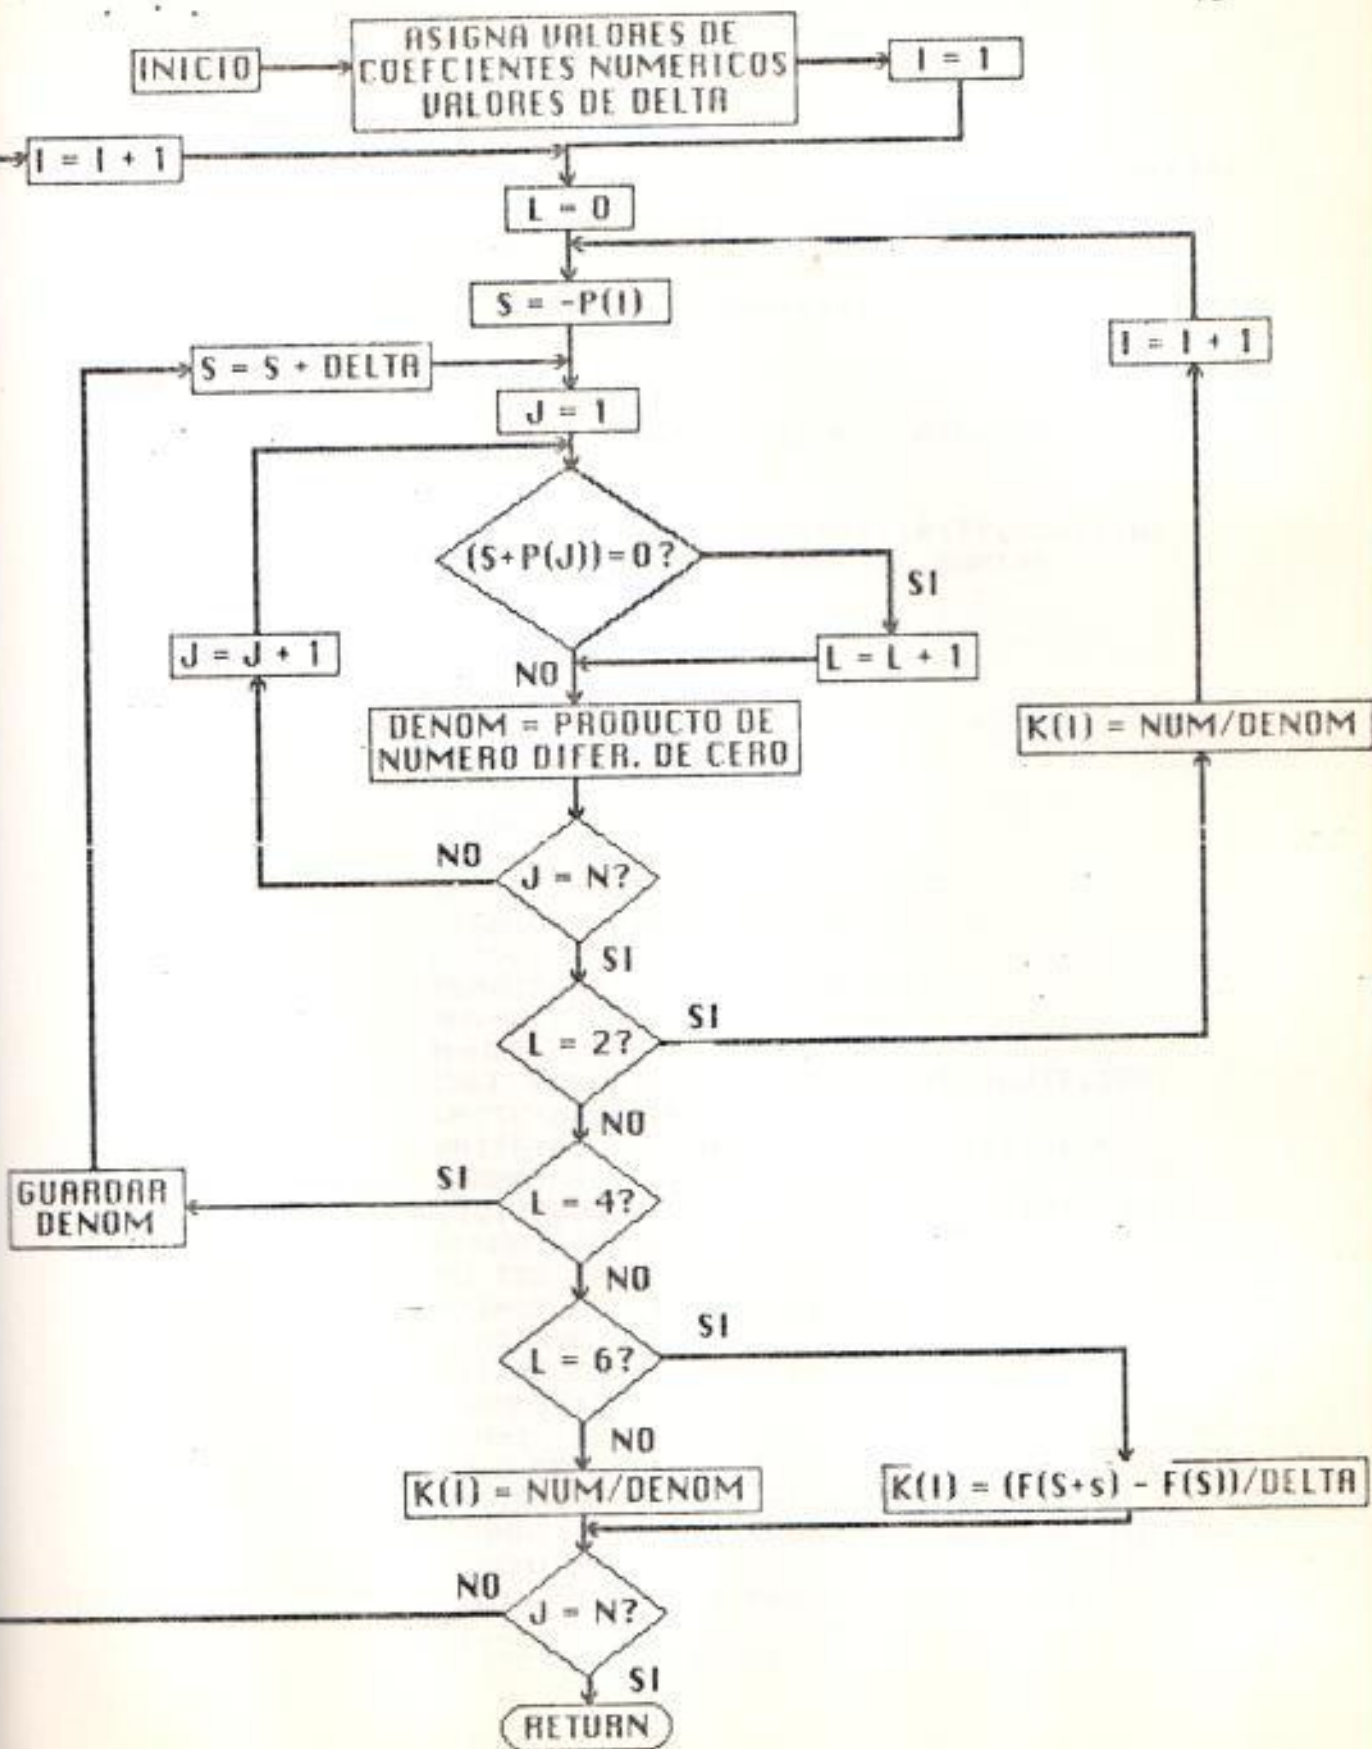 INICIO
ASIGNA VALORES DE
COEFCIENTES NUMERICOS
VALORES DE DELTA
I = 1
I = I + 1
L = 0
S = -P(I)
I = I + 1
S = S + DELTA
J = 1
(S+P(J))=0?
SI
J = J + 1
L = L + 1
NO
DENOM = PRODUCTO DE
NUMERO DIFER. DE CERO
K(I) = NUM/DENOM
NO
J = N?
SI
L = 2?
SI
NO
GUARDAR
DENOM
SI
L = 4?
NO
SI
L = 6?
NO
K(I) = NUM/DENOM
K(I) = (F(S+s) - F(S))/DELTA
NO
J = N?
SI
RETURN